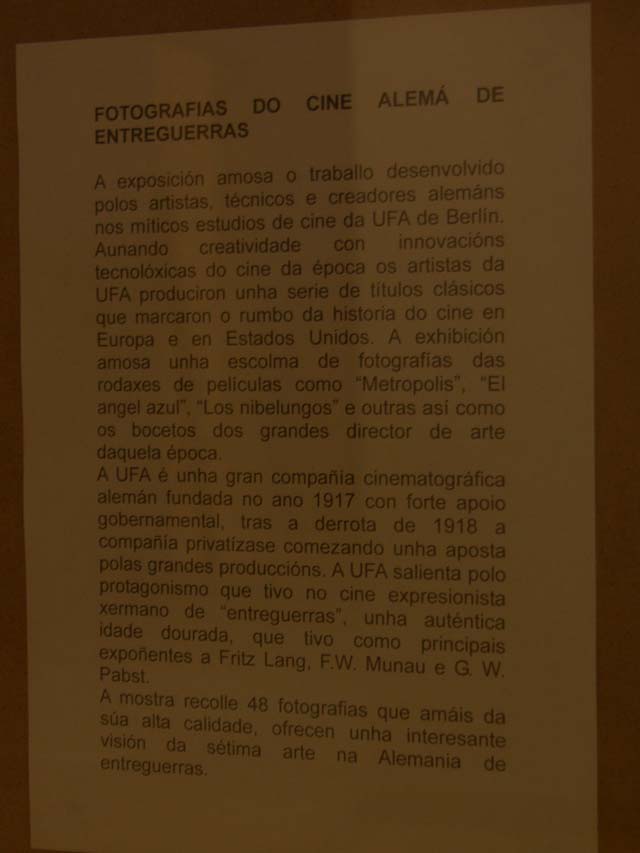 FOTOGRAFIAS DO CINE ALEMÁ DE
ENTREGUERRAS
A exposición amosa o traballo desenvolvido
polos artistas, técnicos e creadores alemáns
nos míticos estudios de cine da UFA de Berlín.
Aunando creatividade con innovacións
tecnolóxicas do cine da época os artistas da
UFA produciron unha serie de títulos clásicos
que marcaron o rumbo da historia do cine en
Europa e en Estados Unidos. A exhibición
amosa unha escolma de fotografías das
rodaxes de películas como “Metropolis”, “El
angel azul”, “Los nibelungos” e outras así como
os bocetos dos grandes director de arte
daquela época.
A UFA é unha gran compañía cinematográfica
alemán fundada no ano 1917 con forte apoio
gobernamental, tras a derrota de 1918 a
compañía privatízase comezando unha aposta
polas grandes produccións. A UFA salienta polo
protagonismo que tivo no cine expresionista
xermano de “entreguerras”, unha auténtica
idade dourada, que tivo como principais
expoñentes a Fritz Lang, F.W. Munau e G. W.
Pabst.
A mostra recolle 48 fotografías que amáis da
súa alta calidade, ofrecen unha interesante
visión da sétima arte na Alemania de
entreguerras.